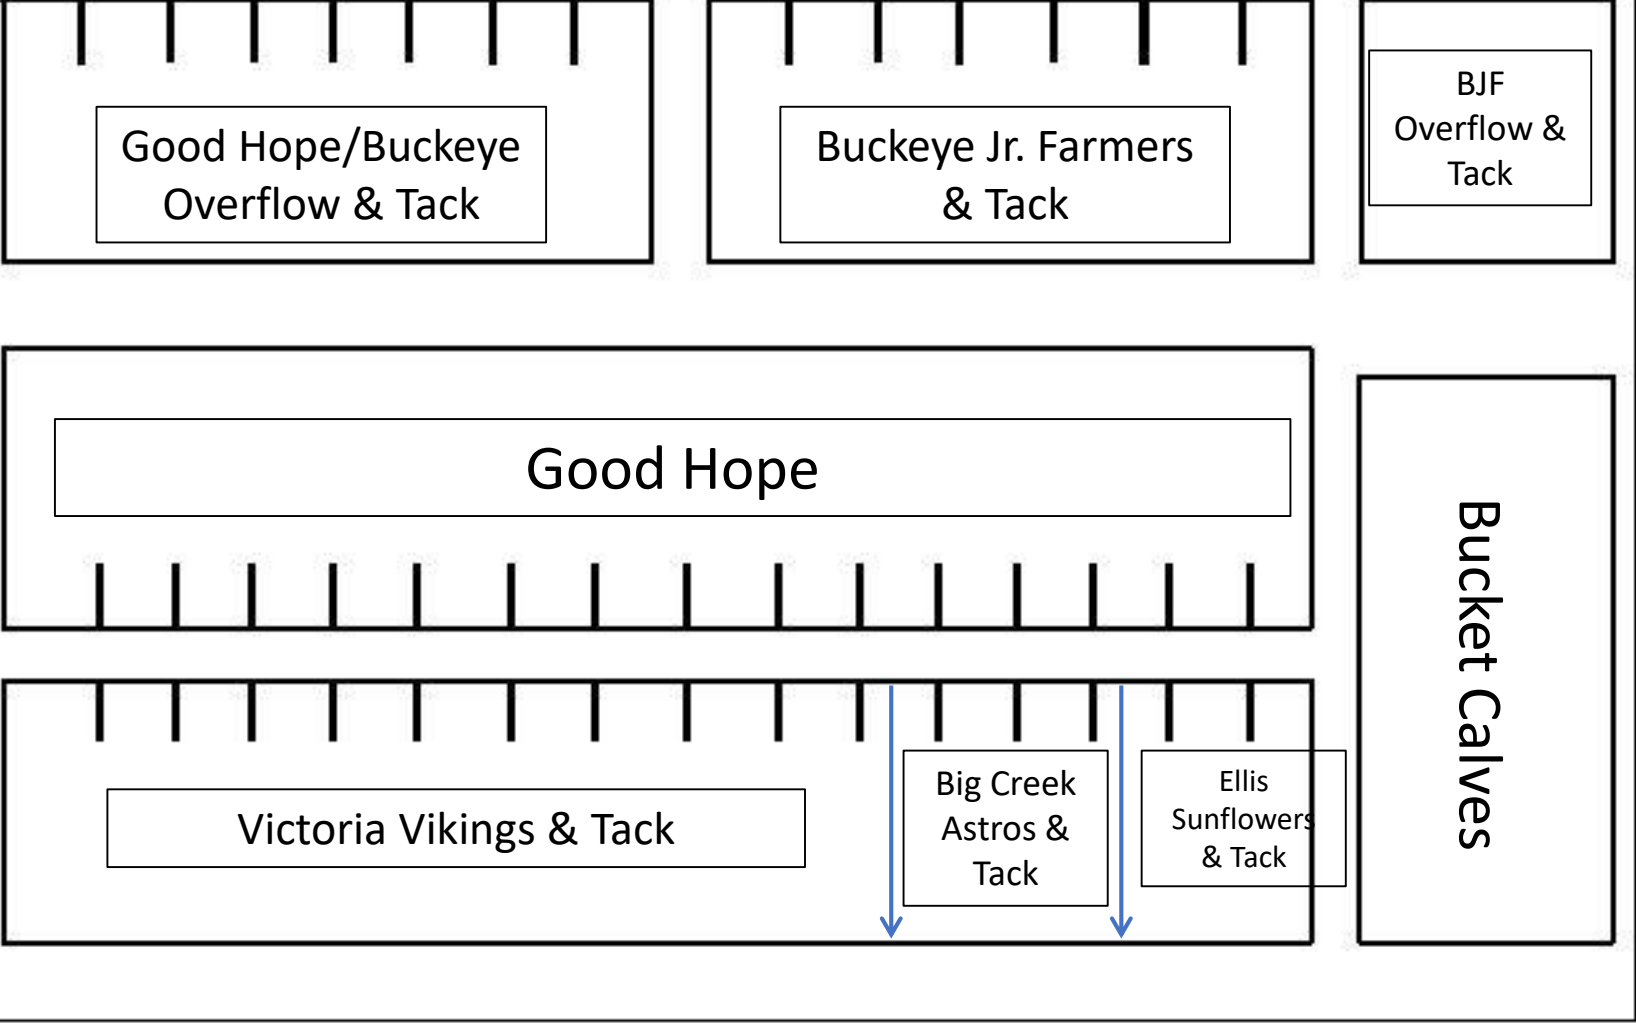 Good Hope/Buckeye
Overflow & Tack
Buckeye Jr. Farmers
& Tack
BJF
Overflow &
Tack
Good Hope
Bucket Calves
Victoria Vikings & Tack
Big Creek
Astros &
Tack
Ellis
Sunflowers
& Tack